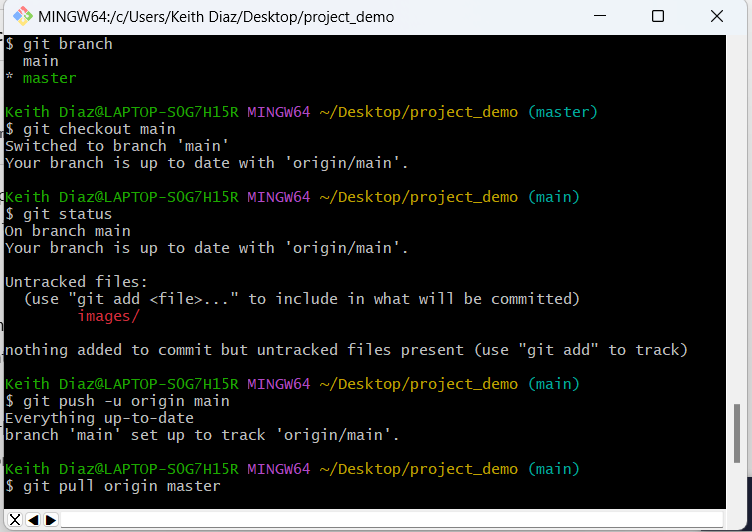 MINGW64:/c/Users/Keith Diaz/Desktop/project_demo
$ git branch
  main
* master
Keith Diaz@LAPTOP-S0G7H15R MINGW64 ~/Desktop/project_demo (master)
$ git checkout main
Switched to branch 'main'
Your branch is up to date with 'origin/main'.
Keith Diaz@LAPTOP-S0G7H15R MINGW64 ~/Desktop/project_demo (main)
$ git status
On branch main
Your branch is up to date with 'origin/main'.
Untracked files:
  (use "git add <file>..." to include in what will be committed)
        images/
nothing added to commit but untracked files present (use "git add" to track)
Keith Diaz@LAPTOP-S0G7H15R MINGW64 ~/Desktop/project_demo (main)
$ git push -u origin main
Everything up-to-date
branch 'main' set up to track 'origin/main'.
Keith Diaz@LAPTOP-S0G7H15R MINGW64 ~/Desktop/project_demo (main)
$ git pull origin master